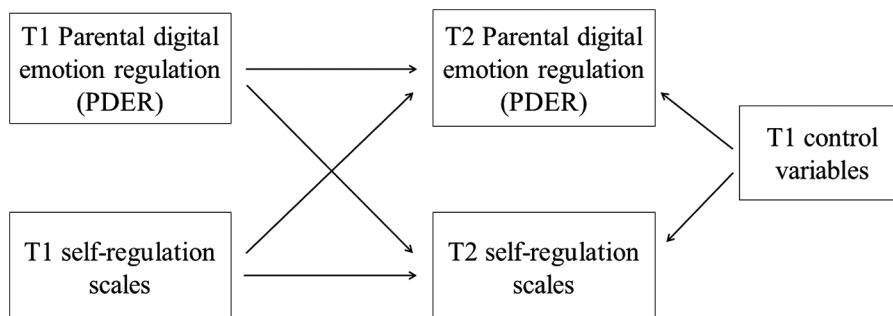 T1 Parental digital
emotion regulation
(PDER)
T2 Parental digital
emotion regulation
(PDER)
T1 control
variables
T1 self-regulation
scales
T2 self-regulation
scales